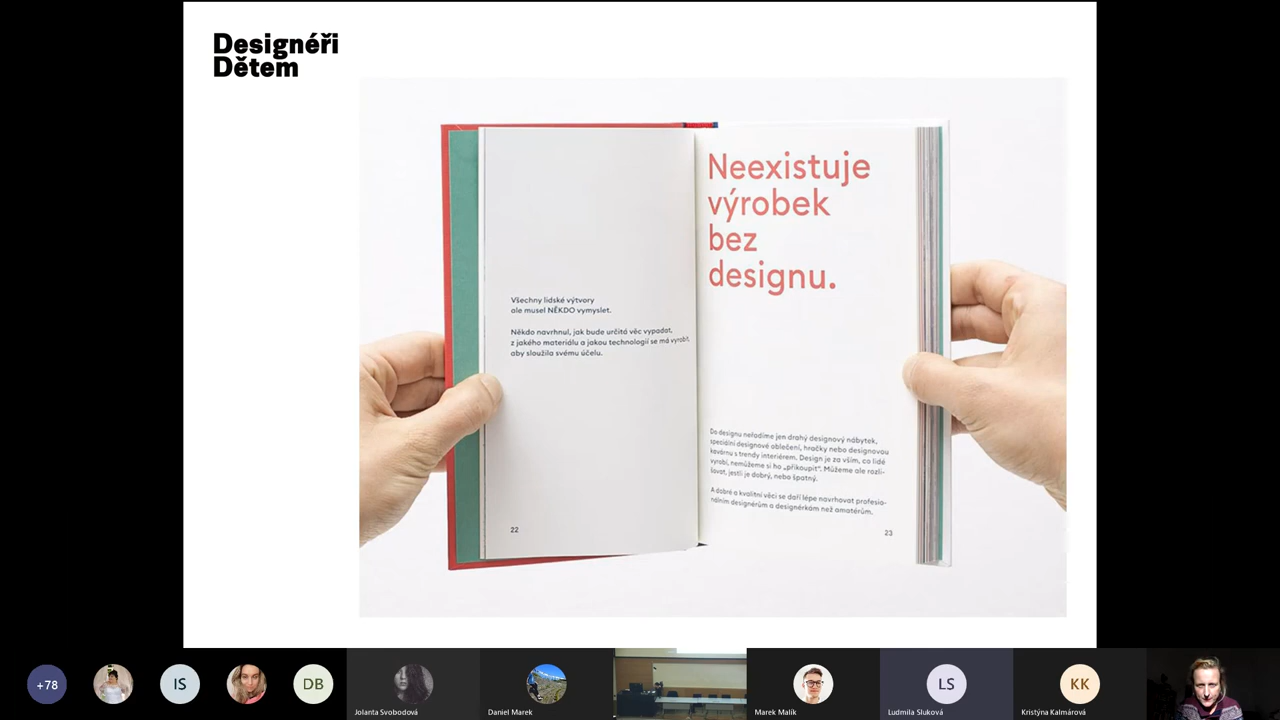 Designéři
Dětem
Všechny lidské výtvory
ale musel NĚKDO vymyslet.
Někdo navrhnul, jak bude určitá věc vypadat,
z jakého materiálu a jakou technologií se má vyrobit,
aby sloužila svému účelu.
22
Neexistuje
výrobek
bez
designu.
Do designu neřadíme jen drahý designový nábytek,
speciální designové oblečení, hračky nebo designovou
kavárnu s trendy interiérem. Design je za vším, co lidé
vyrobí, nemůžeme si ho „přikoupit“. Můžeme ale rozli-
šovat, jestli je dobrý, nebo špatný.
A dobré a kvalitní věci se daří lépe navrhovat profesio-
nálním designérům a designérkám než amatérům.
23
+78
IS
DB
Jolanta Svobodová
Daniel Marek
Marek Malík
LS
Ludmila Sluková
KK
Kristýna Kalmárová